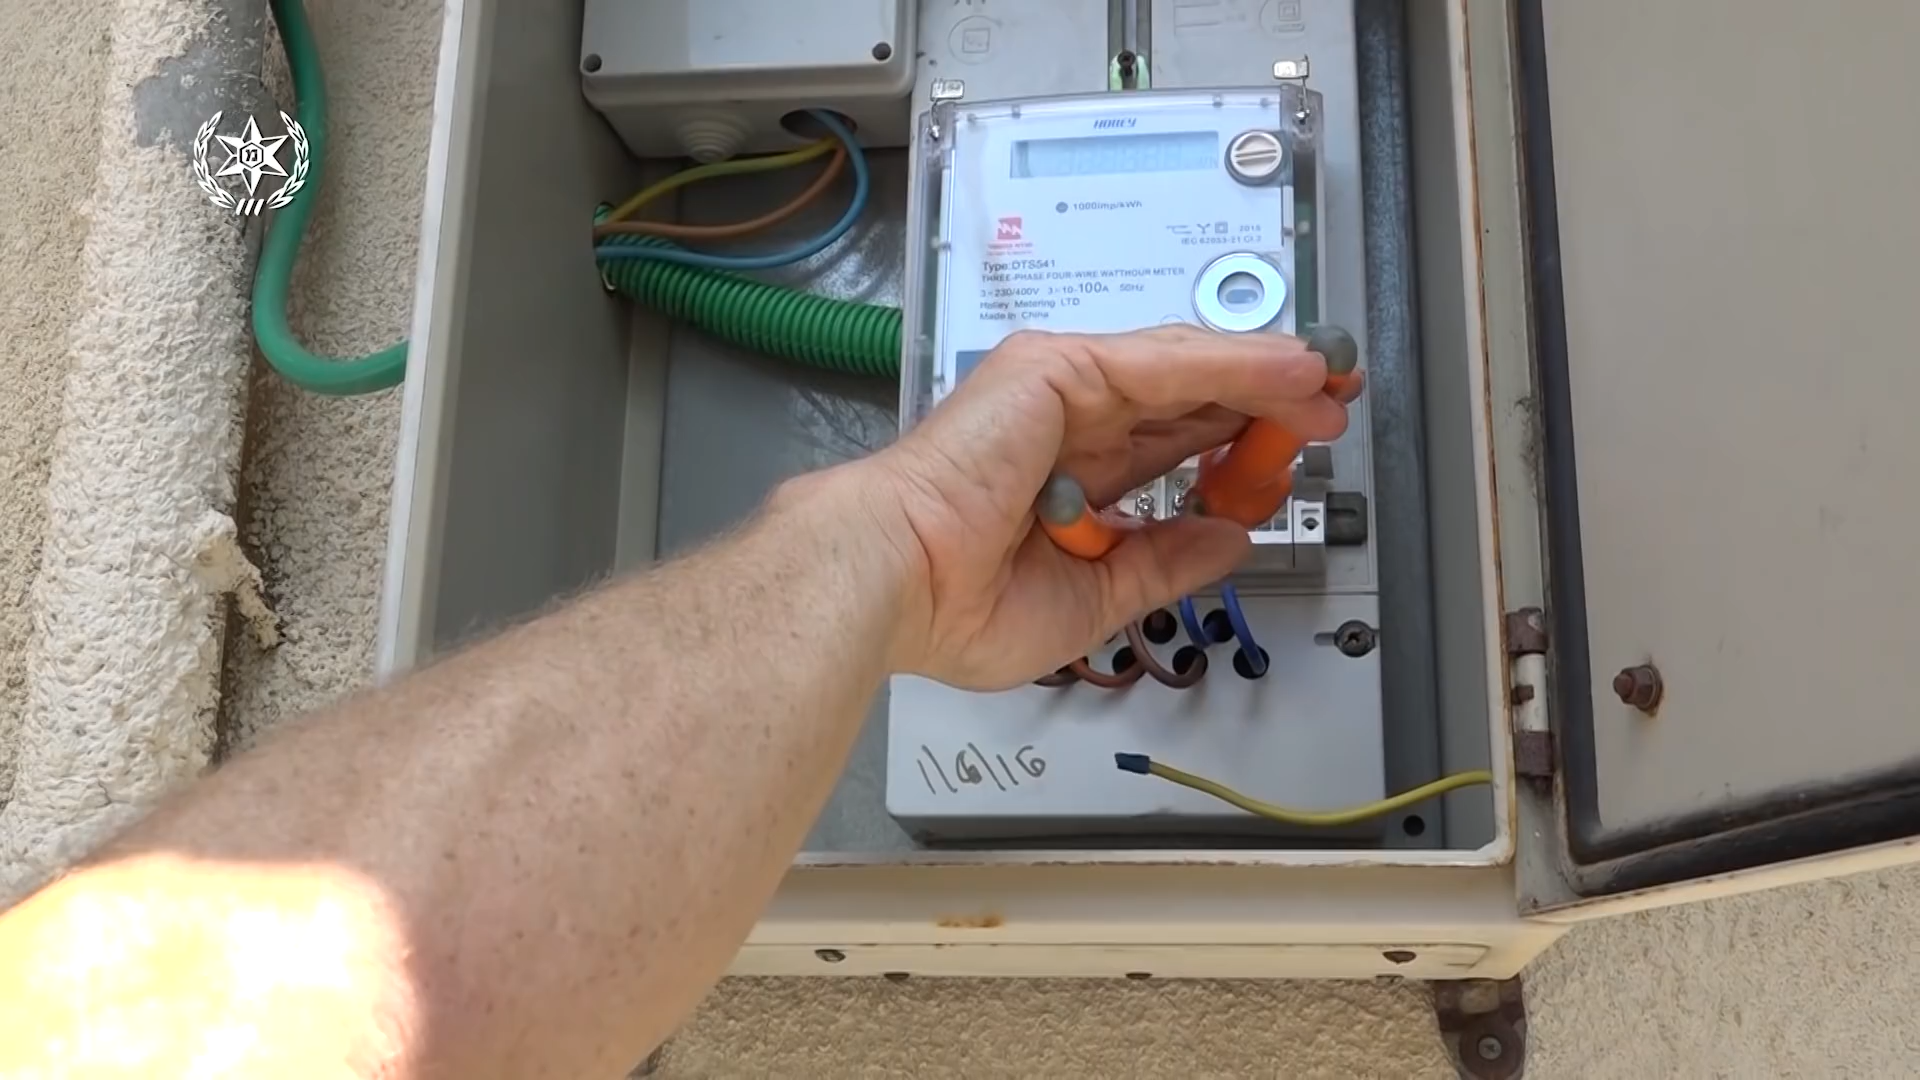 HOLLEY
1000imp/kWh
2015
IEC 62053-21 Cl.2
Type:DTS541
THREE-PHASE FOUR-WIRE WATTHOUR METER
3×230/400V 3×10-100A 50Hz
Holley Metering LTD
Made in China
1/6/16